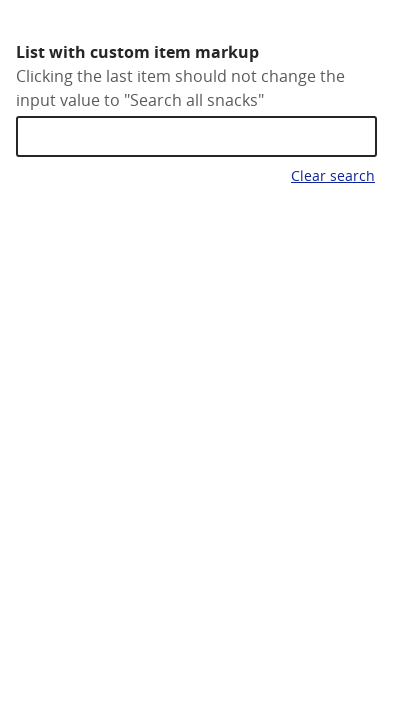 List with custom item markup
Clicking the last item should not change the
input value to "Search all snacks"
Clear search